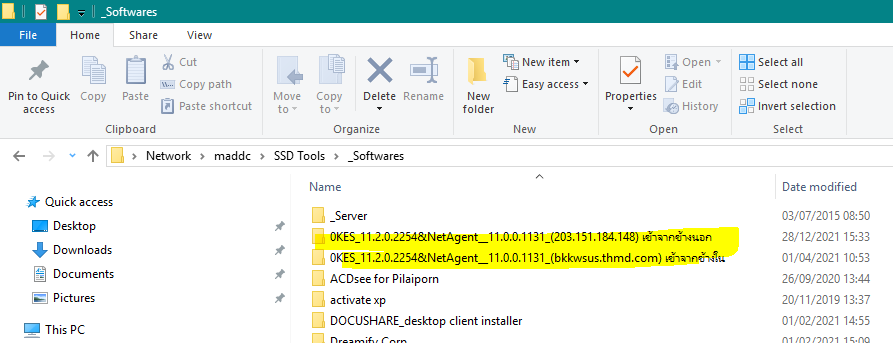 _Softwares
File Home Share View
Pin to Quick access
Copy
Paste
Cut
Copy path
Paste shortcut
Clipboard
Move to
Copy to
Delete
Rename
Organize
New folder
New item
Easy access
New
Properties
Open
Edit
History
Open
Select all
Select none
Invert selection
Select
Network > maddc > SSD Tools > _Softwares
Quick access
Desktop
Downloads
Documents
Pictures
This PC
Name Date modified
_Server 03/07/2015 08:50
0KES_11.2.0.2254&NetAgent__11.0.0.1131_(203.151.184.148) เข้าจากข้างนอก 28/12/2021 15:33
0KES_11.2.0.2254&NetAgent__11.0.0.1131_(bkkwsus.thmd.com) เข้าจากข้างใน 01/04/2021 10:53
ACDsee for Pilaiporn 26/09/2020 13:44
activate xp 20/11/2019 13:37
DOCUSHARE_desktop client installer 01/02/2021 14:55
Dreamify Corp 01/02/2021 15:09